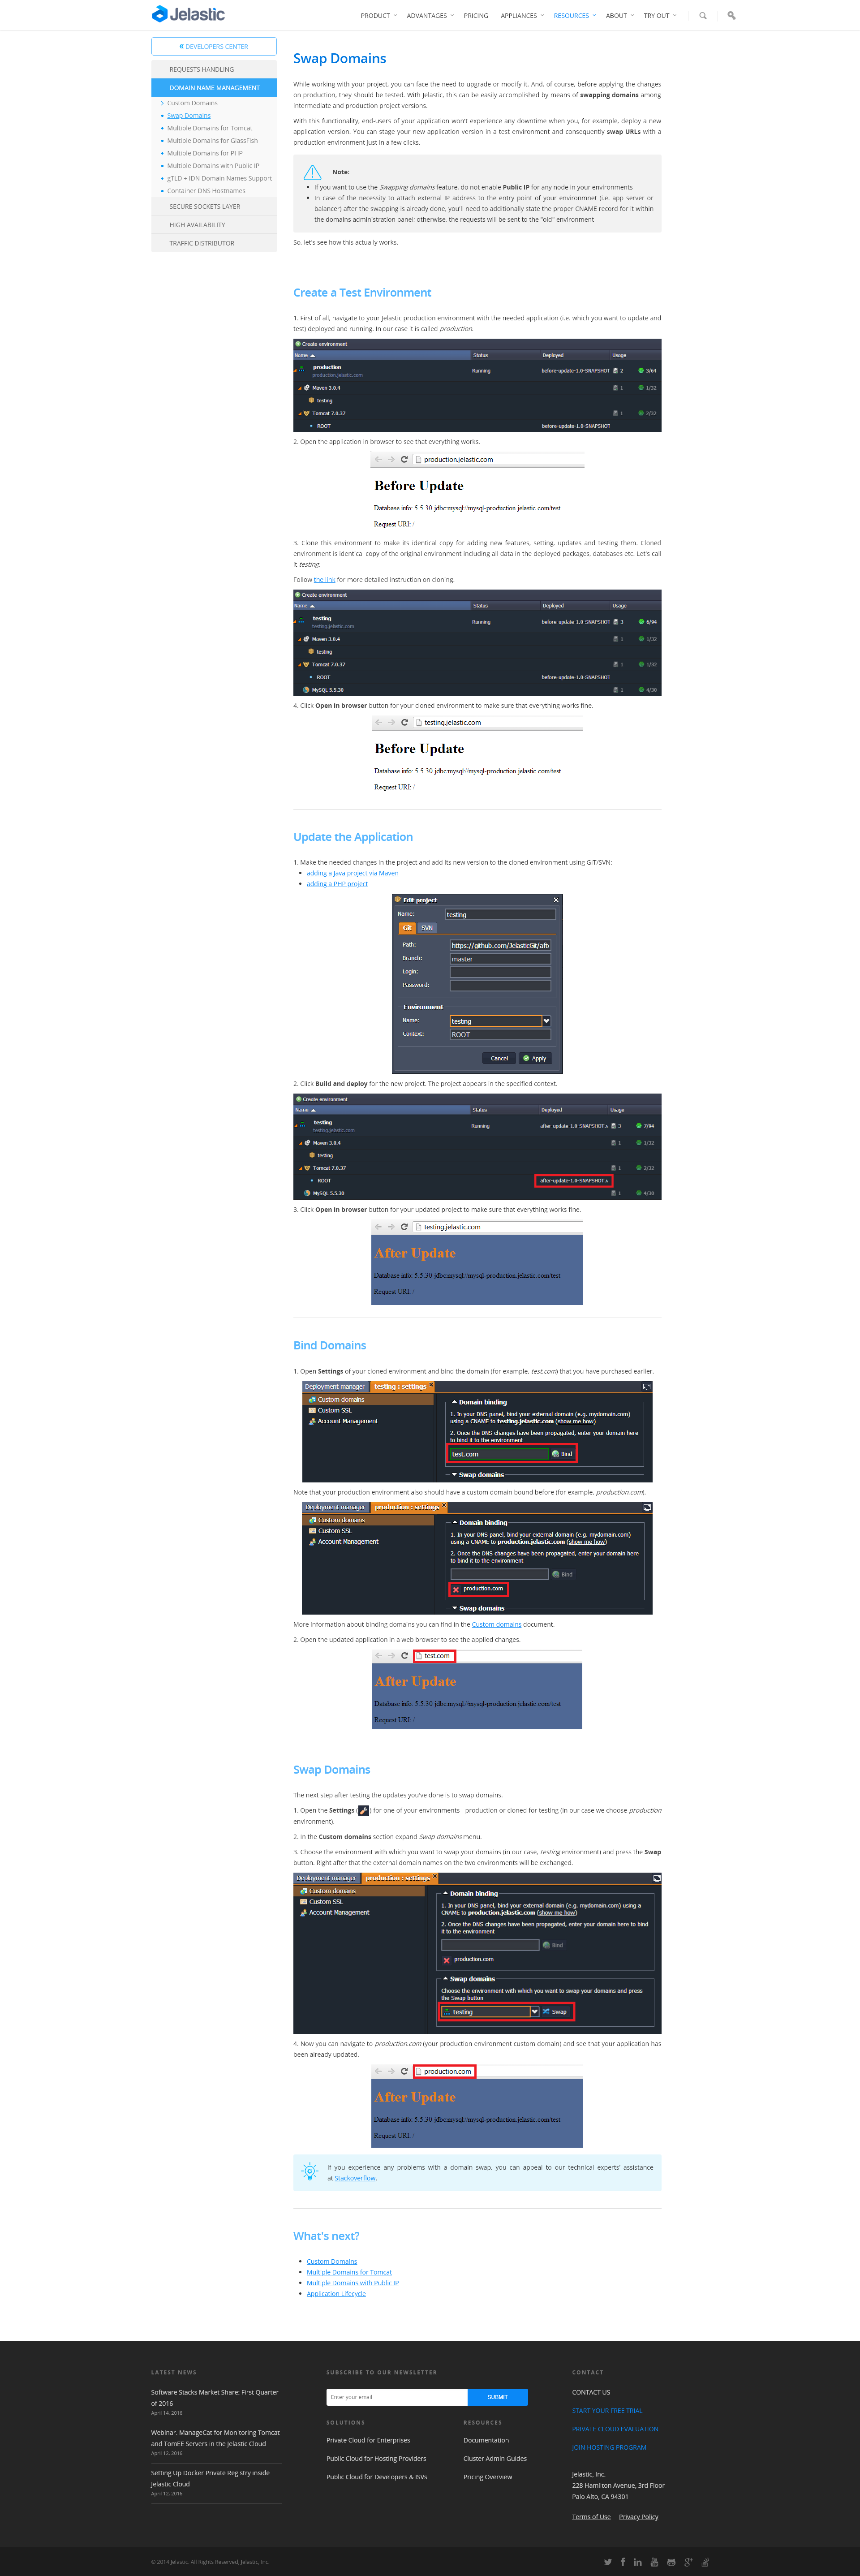 Jelastic
PRODUCT
ADVANTAGES
PRICING
APPLIANCES
RESOURCES
ABOUT
TRY OUT
« DEVELOPERS CENTER
REQUESTS HANDLING
DOMAIN NAME MANAGEMENT
Custom Domains
Swap Domains
Multiple Domains for Tomcat
Multiple Domains for GlassFish
Multiple Domains for PHP
Multiple Domains with Public IP
gTLD + IDN Domain Names Support
Container DNS Hostnames
SECURE SOCKETS LAYER
HIGH AVAILABILITY
TRAFFIC DISTRIBUTOR
Swap Domains
While working with your project, you can face the need to upgrade or modify it. And, of course, before applying the changes
on production, they should be tested. With Jelastic, this can be easily accomplished by means of swapping domains among
intermediate and production project versions.
With this functionality, end-users of your application won't experience any downtime when you, for example, deploy a new
application version. You can stage your new application version in a test environment and consequently swap URLs with a
production environment just in a few clicks.
Note:
If you want to use the Swapping domains feature, do not enable Public IP for any node in your environments
In case of the necessity to attach external IP address to the entry point of your environment (i.e. app server or
balancer) after the swapping is already done, you'll need to additionally state the proper CNAME record for it within
the domains administration panel; otherwise, the requests will be sent to the "old" environment
So, let's see how this actually works.
Create a Test Environment
1. First of all, navigate to your Jelastic production environment with the needed application (i.e. which you want to update and
test) deployed and running. In our case it is called production.
Create environment
Name Status Deployed Usage
production
production.jelastic.com
Running before-update-1.0-SNAPSHOT 2 3/64
Maven 3.0.4 1 1/32
testing
Tomcat 7.0.37 1 2/32
ROOT before-update-1.0-SNAPSHOT
2. Open the application in browser to see that everything works.
production.jelastic.com
Before Update
Database info: 5.5.30 jdbc:mysql://mysql-production.jelastic.com/test
Request URI: /
3. Clone this environment to make its identical copy for adding new features, setting, updates and testing them. Cloned
environment is identical copy of the original environment including all data in the deployed packages, databases etc. Let's call
it testing.
Follow the link for more detailed instruction on cloning.
Create environment
Name Status Deployed Usage
testing
testing.jelastic.com
Running before-update-1.0-SNAPSHOT 3 6/94
Maven 3.0.4 1 1/32
testing
Tomcat 7.0.37 1 1/32
ROOT before-update-1.0-SNAPSHOT
MySQL 5.5.30 1 4/30
4. Click Open in browser button for your cloned environment to make sure that everything works fine.
testing.jelastic.com
Before Update
Database info: 5.5.30 jdbc:mysql://mysql-production.jelastic.com/test
Request URI: /
Update the Application
1. Make the needed changes in the project and add its new version to the cloned environment using GIT/SVN:
adding a Java project via Maven
adding a PHP project
Edit project
Name: testing
Git SVN
Path: https://github.com/JelasticGit/aft
Branch: master
Login:
Password:
Environment
Name: testing
Context: ROOT
Cancel Apply
2. Click Build and deploy for the new project. The project appears in the specified context.
Create environment
Name Status Deployed Usage
testing
testing.jelastic.com
Running after-update-1.0-SNAPSHOT.s 3 7/94
Maven 3.0.4 1 1/32
testing
Tomcat 7.0.37 1 2/32
ROOT after-update-1.0-SNAPSHOT.s
MySQL 5.5.30 1 4/30
3. Click Open in browser button for your updated project to make sure that everything works fine.
testing.jelastic.com
After Update
Database info: 5.5.30 jdbc:mysql://mysql-production.jelastic.com/test
Request URI: /
Bind Domains
1. Open Settings of your cloned environment and bind the domain (for example, test.com) that you have purchased earlier.
Deployment manager testing : settings
Custom domains
Custom SSL
Account Management
Domain binding
1. In your DNS panel, bind your external domain (e.g. mydomain.com)
using a CNAME to testing.jelastic.com (show me how)
2. Once the DNS changes have been propagated, enter your domain here
to bind it to the environment
test.com Bind
Swap domains
Note that your production environment also should have a custom domain bound before (for example, production.com).
Deployment manager production : settings
Custom domains
Custom SSL
Account Management
Domain binding
1. In your DNS panel, bind your external domain (e.g. mydomain.com)
using a CNAME to production.jelastic.com (show me how)
2. Once the DNS changes have been propagated, enter your domain here
to bind it to the environment
Bind
production.com
Swap domains
More information about binding domains you can find in the Custom domains document.
2. Open the updated application in a web browser to see the applied changes.
test.com
After Update
Database info: 5.5.30 jdbc:mysql://mysql-production.jelastic.com/test
Request URI: /
Swap Domains
The next step after testing the updates you've done is to swap domains.
1. Open the Settings ( ) for one of your environments - production or cloned for testing (in our case we choose production
environment).
2. In the Custom domains section expand Swap domains menu.
3. Choose the environment with which you want to swap your domains (in our case, testing environment) and press the Swap
button. Right after that the external domain names on the two environments will be exchanged.
Deployment manager production : settings
Custom domains
Custom SSL
Account Management
Domain binding
1. In your DNS panel, bind your external domain (e.g. mydomain.com) using a
CNAME to production.jelastic.com (show me how)
2. Once the DNS changes have been propagated, enter your domain here to bind
it to the environment
Bind
production.com
Swap domains
Choose the environment with which you want to swap your domains and press
the Swap button
testing Swap
4. Now you can navigate to production.com (your production environment custom domain) and see that your application has
been already updated.
production.com
After Update
Database info: 5.5.30 jdbc:mysql://mysql-production.jelastic.com/test
Request URI: /
If you experience any problems with a domain swap, you can appeal to our technical experts' assistance
at Stackoverflow.
What's next?
Custom Domains
Multiple Domains for Tomcat
Multiple Domains with Public IP
Application Lifecycle
LATEST NEWS
Software Stacks Market Share: First Quarter
of 2016
April 14, 2016
Webinar: ManageCat for Monitoring Tomcat
and TomEE Servers in the Jelastic Cloud
April 12, 2016
Setting Up Docker Private Registry inside
Jelastic Cloud
April 12, 2016
SUBSCRIBE TO OUR NEWSLETTER
Enter your email
SUBMIT
SOLUTIONS
Private Cloud for Enterprises
Public Cloud for Hosting Providers
Public Cloud for Developers & ISVs
RESOURCES
Documentation
Cluster Admin Guides
Pricing Overview
CONTACT
CONTACT US
START YOUR FREE TRIAL
PRIVATE CLOUD EVALUATION
JOIN HOSTING PROGRAM
Jelastic, Inc.
228 Hamilton Avenue, 3rd Floor
Palo Alto, CA 94301
Terms of Use Privacy Policy
© 2014 Jelastic. All Rights Reserved. Jelastic, Inc.